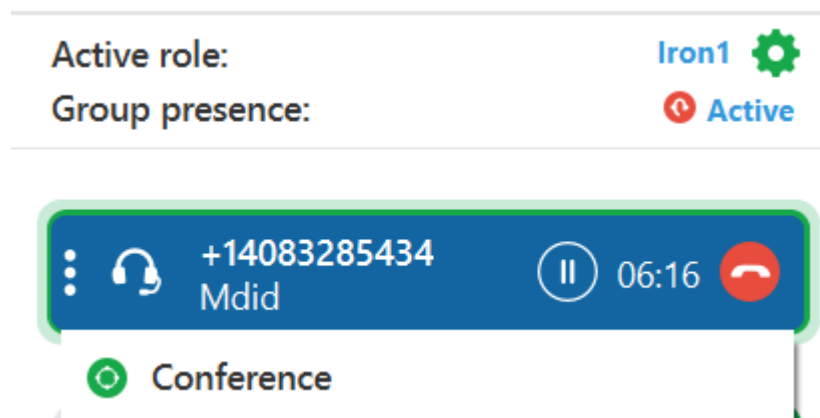 Active role: Iron1
Group presence: Active
+14083285434
Mdid
06:16
Conference